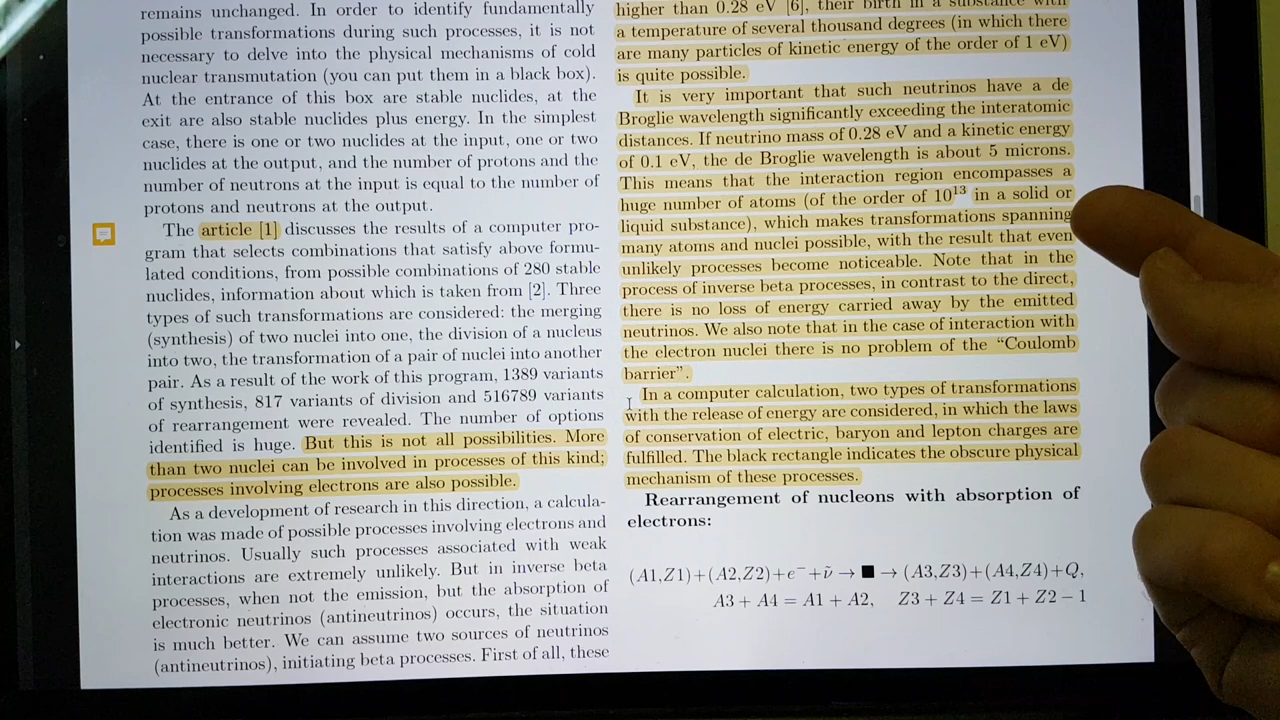 remains unchanged. In order to identify fundamentally
possible transformations during such processes, it is not
necessary to delve into the physical mechanisms of cold
nuclear transmutation (you can put them in a black box).
At the entrance of this box are stable nuclides, at the
exit are also stable nuclides plus energy. In the simplest
case, there is one or two nuclides at the input, one or two
nuclides at the output, and the number of protons and the
number of neutrons at the input is equal to the number of
protons and neutrons at the output.
The article [1] discusses the results of a computer pro-
gram that selects combinations that satisfy above formu-
lated conditions, from possible combinations of 280 stable
nuclides, information about which is taken from [2]. Three
types of such transformations are considered: the merging
(synthesis) of two nuclei into one, the division of a nucleus
into two, the transformation of a pair of nuclei into another
pair. As a result of the work of this program, 1389 variants
of synthesis, 817 variants of division and 516789 variants
of rearrangement were revealed. The number of options
identified is huge. But this is not all possibilities. More
than two nuclei can be involved in processes of this kind;
processes involving electrons are also possible.
As a development of research in this direction, a calcula-
tion was made of possible processes involving electrons and
neutrinos. Usually such processes associated with weak
interactions are extremely unlikely. But in inverse beta
processes, when not the emission, but the absorption of
electronic neutrinos (antineutrinos) occurs, the situation
is much better. We can assume two sources of neutrinos
(antineutrinos), initiating beta processes. First of all, these
higher than 0.28 eV [6], their birth in a substance with
a temperature of several thousand degrees (in which there
are many particles of kinetic energy of the order of 1 eV)
is quite possible.
It is very important that such neutrinos have a de
Broglie wavelength significantly exceeding the interatomic
distances. If neutrino mass of 0.28 eV and a kinetic energy
of 0.1 eV, the de Broglie wavelength is about 5 microns.
This means that the interaction region encompasses a
huge number of atoms (of the order of 10¹³ in a solid or
liquid substance), which makes transformations spanning
many atoms and nuclei possible, with the result that even
unlikely processes become noticeable. Note that in the
process of inverse beta processes, in contrast to the direct,
there is no loss of energy carried away by the emitted
neutrinos. We also note that in the case of interaction with
the electron nuclei there is no problem of the “Coulomb
barrier”.
In a computer calculation, two types of transformations
with the release of energy are considered, in which the laws
of conservation of electric, baryon and lepton charges are
fulfilled. The black rectangle indicates the obscure physical
mechanism of these processes.
Rearrangement of nucleons with absorption of
electrons:
(A1,Z1)+(A2,Z2)+e⁻+ν̃ → ■ → (A3,Z3)+(A4,Z4)+Q,
A3 + A4 = A1 + A2, Z3 + Z4 = Z1 + Z2 − 1